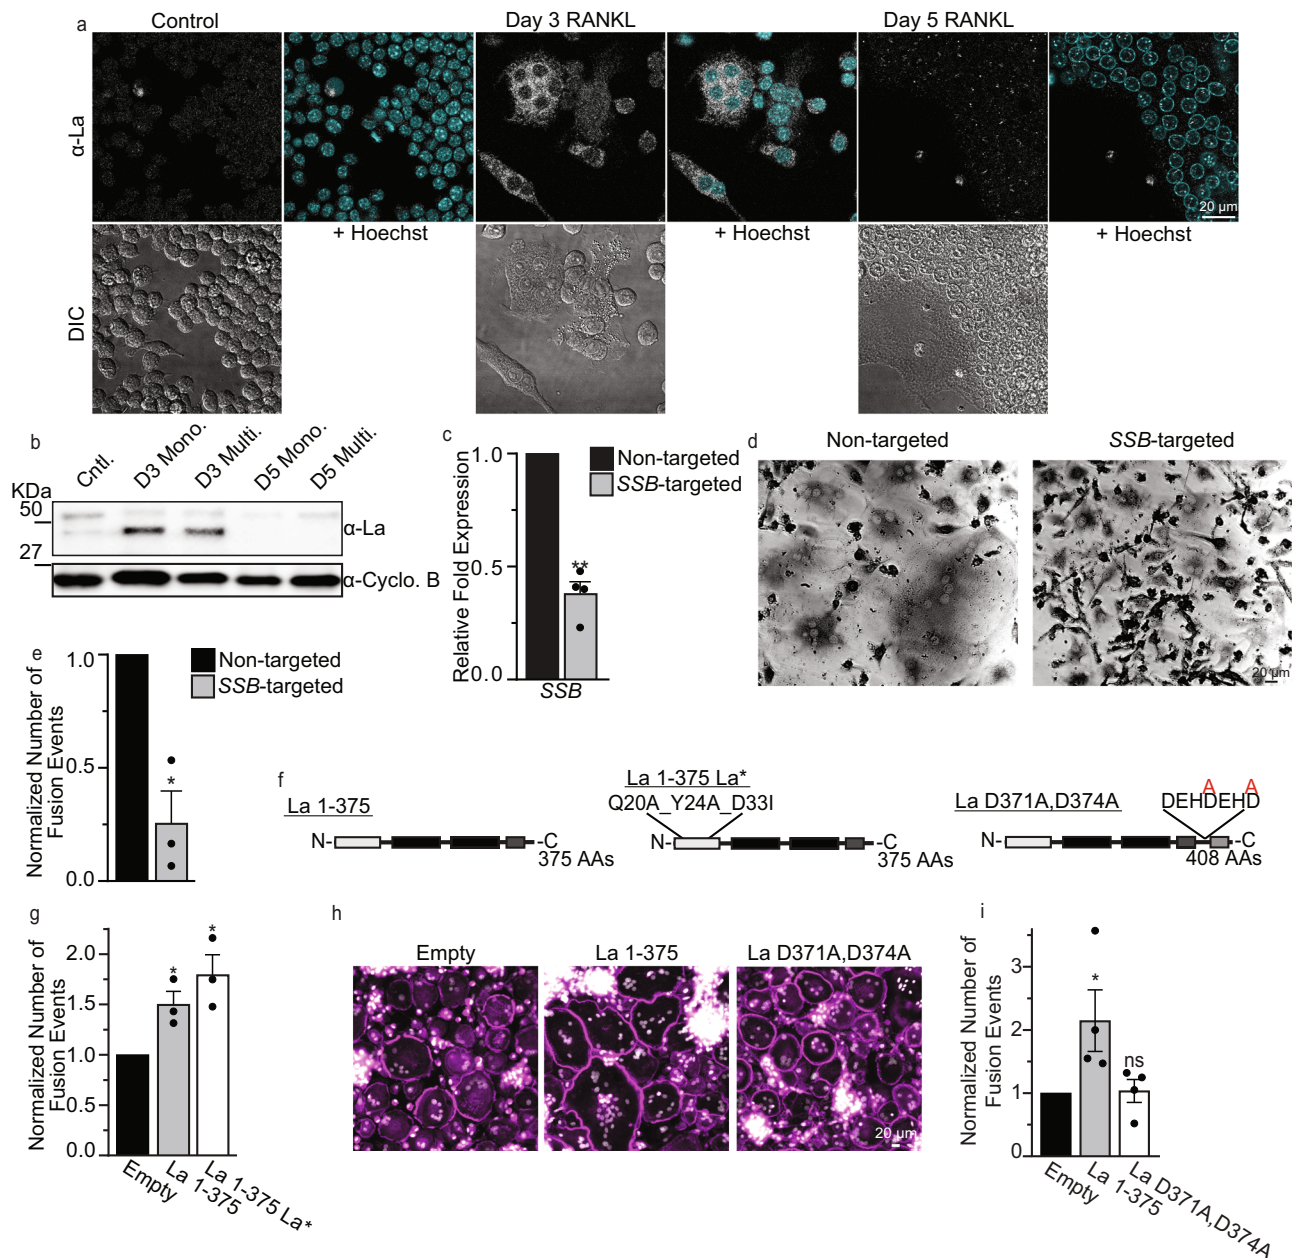 a
Control
Day 3 RANKL
Day 5 RANKL
α-La
20 µm
+ Hoechst
+ Hoechst
+ Hoechst
DIC
b
Cntl.
D3 Mono.
D3 Multi.
D5 Mono.
D5 Multi.
KDa
50
27
α-La
α-Cyclo. B
c
Relative Fold Expression
1.0
0.5
0.0
**
SSB
Non-targeted
SSB-targeted
d
Non-targeted
SSB-targeted
20 µm
e
Normalized Number of
Fusion Events
1.0
0.5
0.0
*
Non-targeted
SSB-targeted
f
La 1-375
N-
-C
375 AAs
La 1-375 La*
Q20A_Y24A_D33I
N-
-C
375 AAs
La D371A,D374A
A A
DEHDEHD
N-
-C
408 AAs
g
Normalized Number of
Fusion Events
2.0
1.5
1.0
0.5
0.0
*
*
Empty
La 1-375
La 1-375 La*
h
Empty
La 1-375
La D371A,D374A
20 µm
i
Normalized Number of
Fusion Events
3
2
1
0
*
ns
Empty
La 1-375
La D371A,D374A